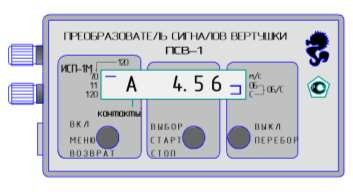 ПРЕОБРАЗОВАТЕЛЬ СИГНАЛОВ ВЕРТУШКИ
ПСВ-1
ИСП-1М 120
70
11
120
А 4.56
м/с
ОБ
С
ОБ/С
КОНТАКТЫ
ВКЛ ВЫБОР ВЫКЛ
МЕНЮ СТАРТ ПЕРЕБОР
ВОЗВРАТ СТОП